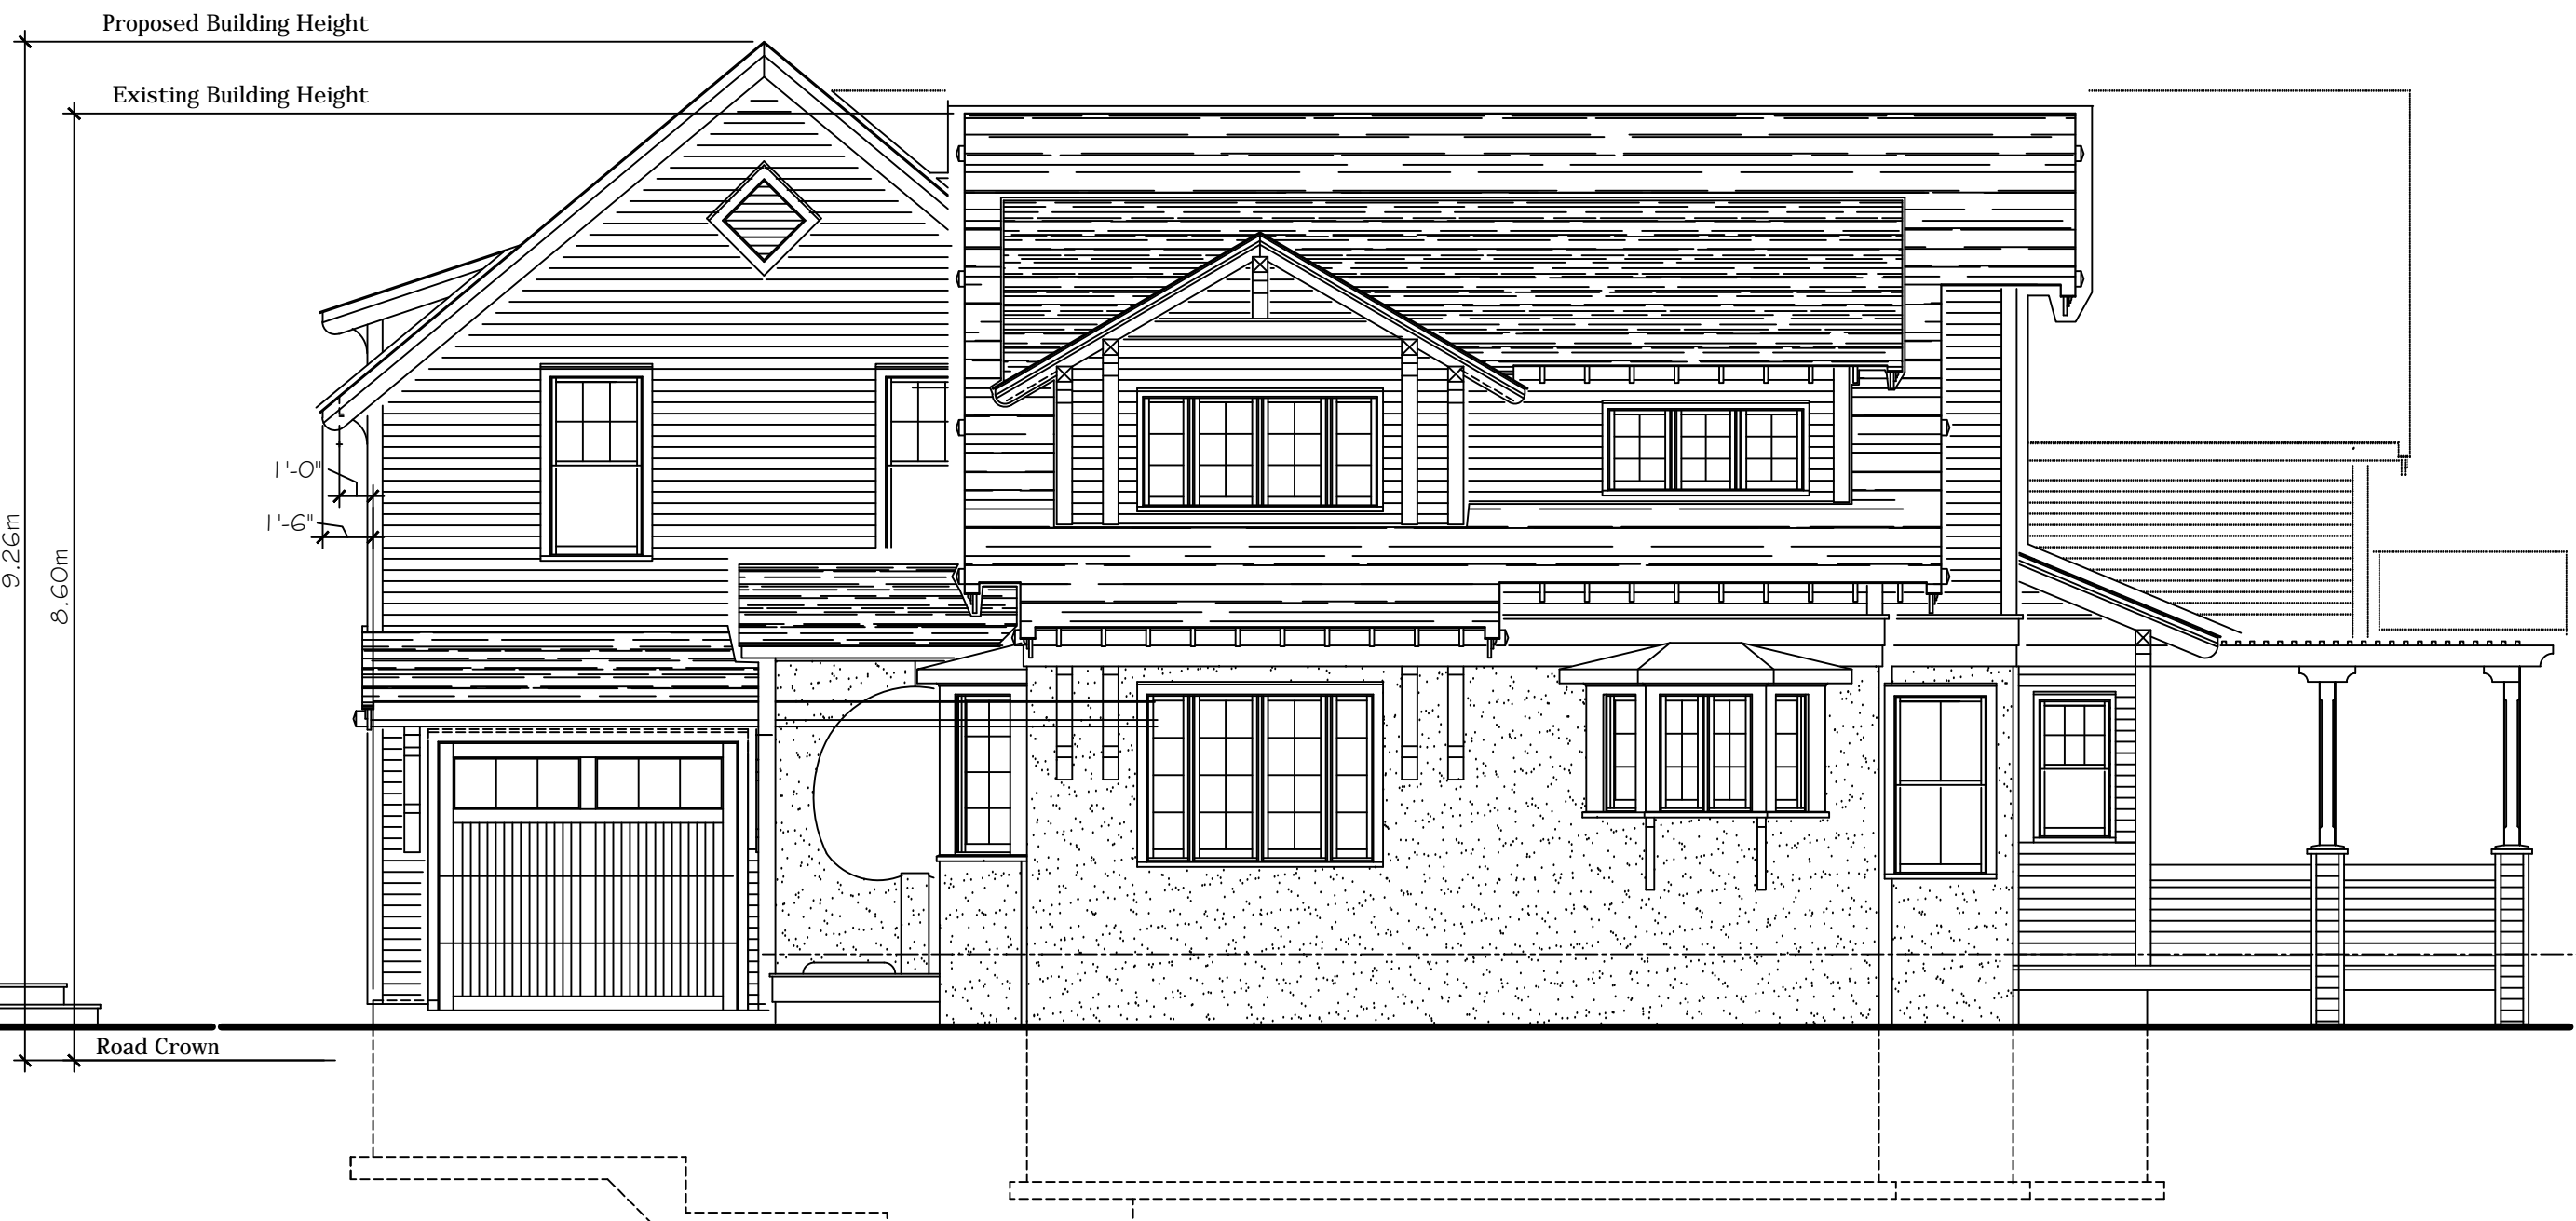 Proposed Building Height
Existing Building Height
1'-0"
1'-6"
9.26m
8.60m
Road Crown